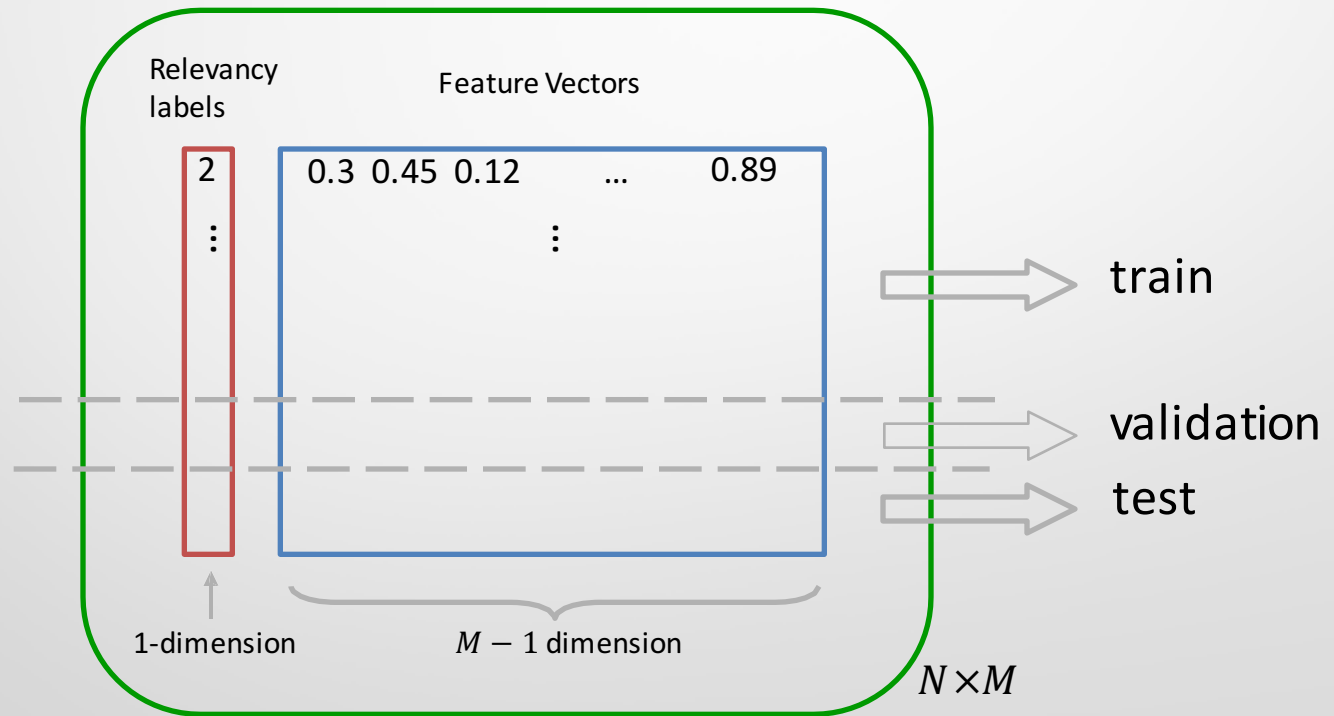 Relevancy
labels
Feature Vectors
2
0.3 0.45 0.12 … 0.89
⋮
⋮
train
validation
test
1-dimension
M − 1 dimension
N×M